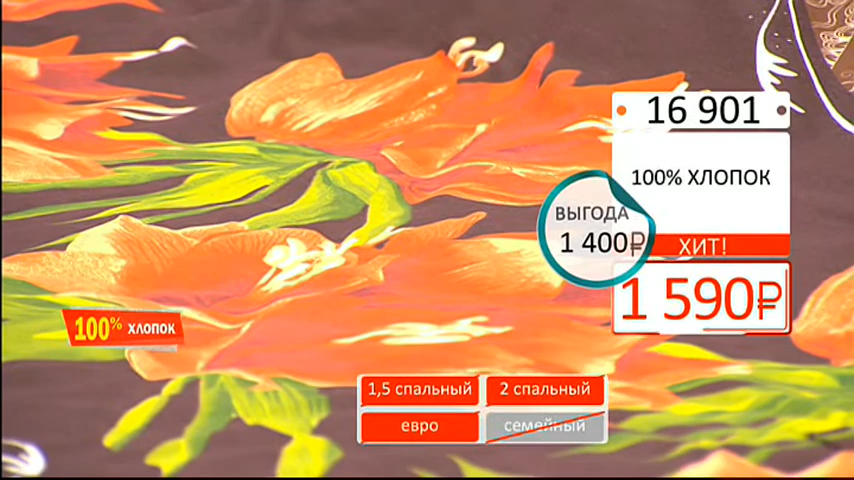 16 901
100% ХЛОПОК
ВЫГОДА
1 400₽
ХИТ!
1 590₽
100% ХЛОПОК
1,5 спальный
2 спальный
евро
семейный